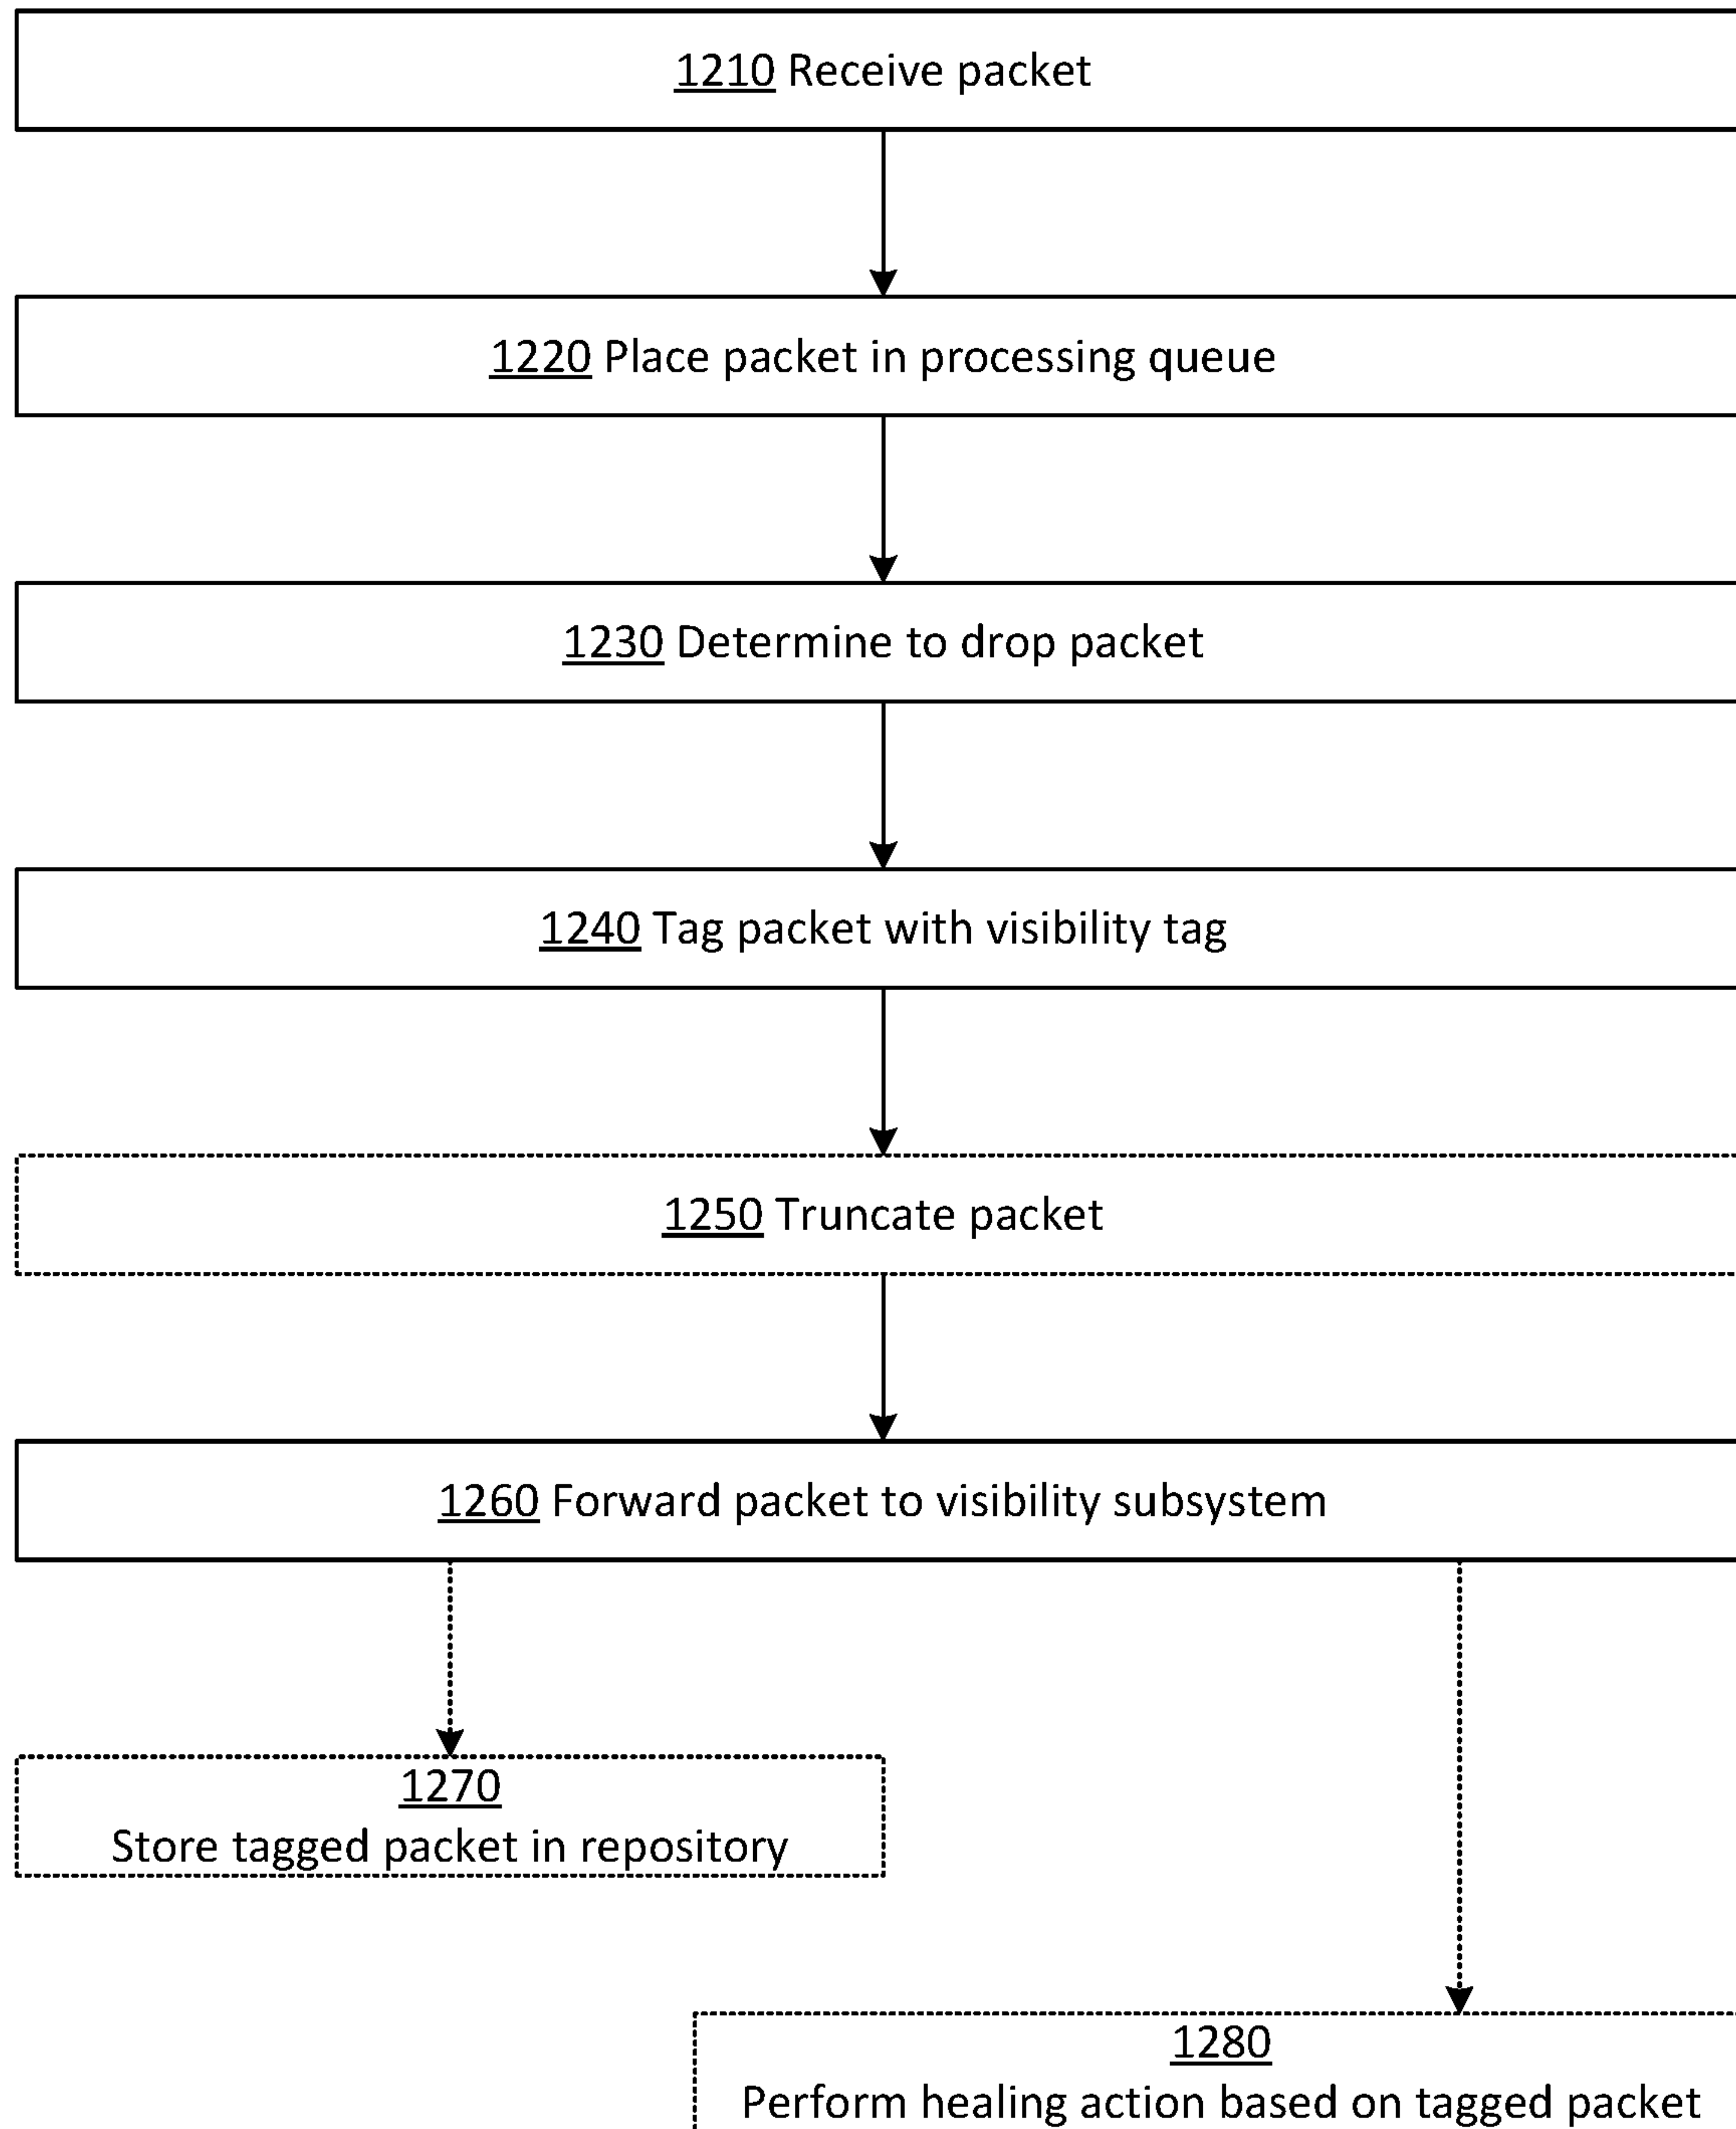 1210 Receive packet
1220 Place packet in processing queue
1230 Determine to drop packet
1240 Tag packet with visibility tag
1250 Truncate packet
1260 Forward packet to visibility subsystem
1270
Store tagged packet in repository
1280
Perform healing action based on tagged packet